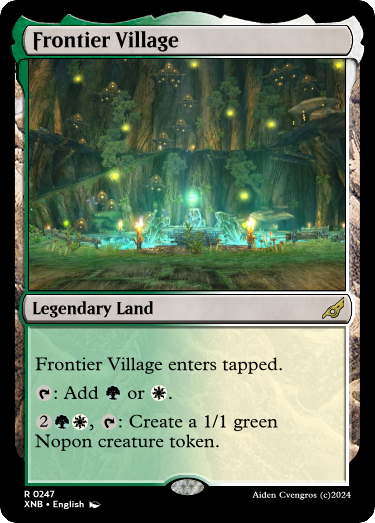 Frontier Village
Legendary Land
Frontier Village enters tapped.
: Add or .
2 , : Create a 1/1 green
Nopon creature token.
R 0247
XNB • English
Aiden Cvengros (c)2024